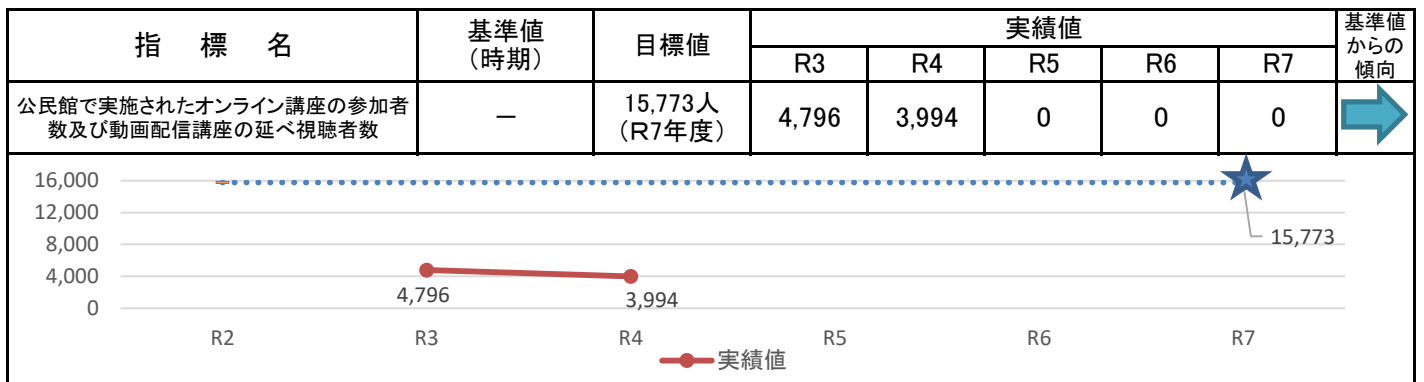 指 標 名
基準値
(時期)
目標値
実績値
基準値
からの
傾向
R3 R4 R5 R6 R7
公民館で実施されたオンライン講座の参加者
数及び動画配信講座の延べ視聴者数
－
15,773人
(R7年度)
4,796 3,994 0 0 0
16,000
12,000
8,000
4,000
0
15,773
4,796
3,994
R2 R3 R4 R5 R6 R7
実績値